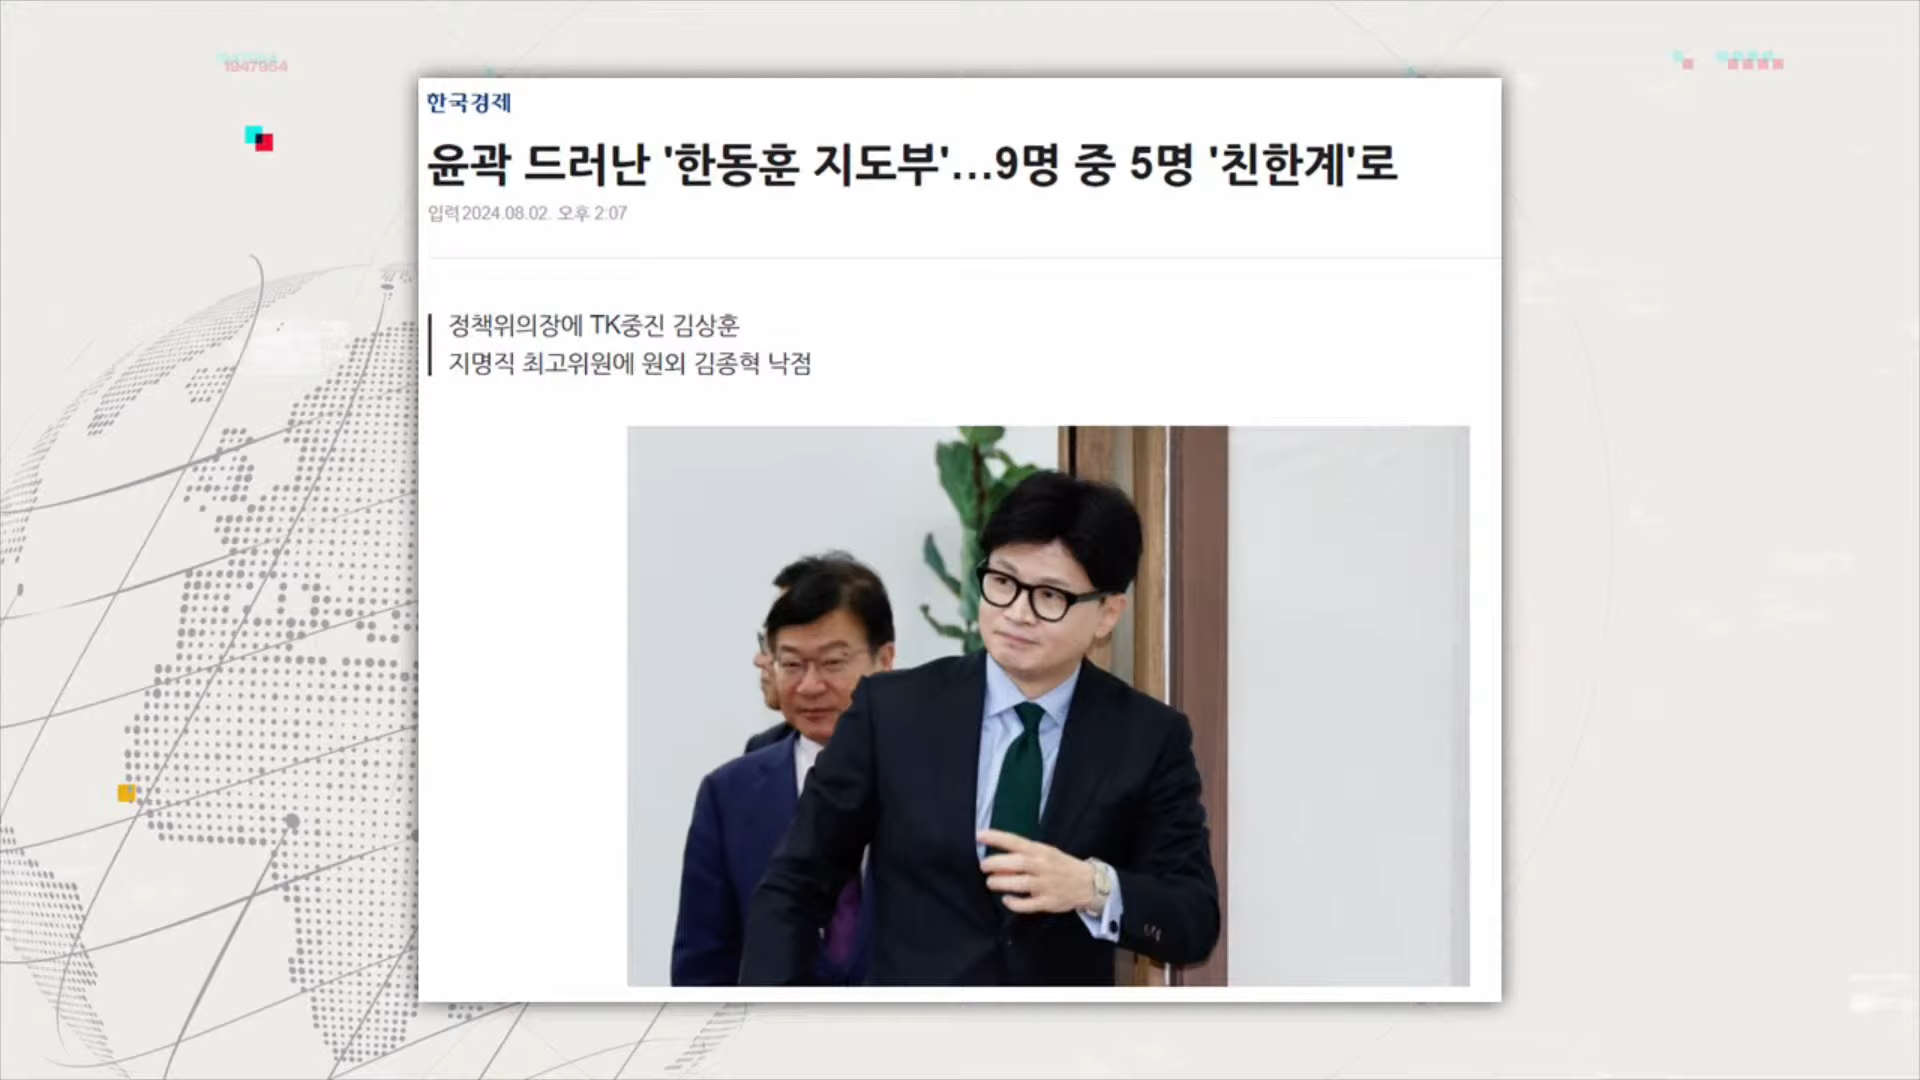 1947954
한국경제
윤곽 드러난 '한동훈 지도부'…9명 중 5명 '친한계'로
입력2024.08.02. 오후 2:07
정책위의장에 TK중진 김상훈
지명직 최고위원에 원외 김종혁 낙점